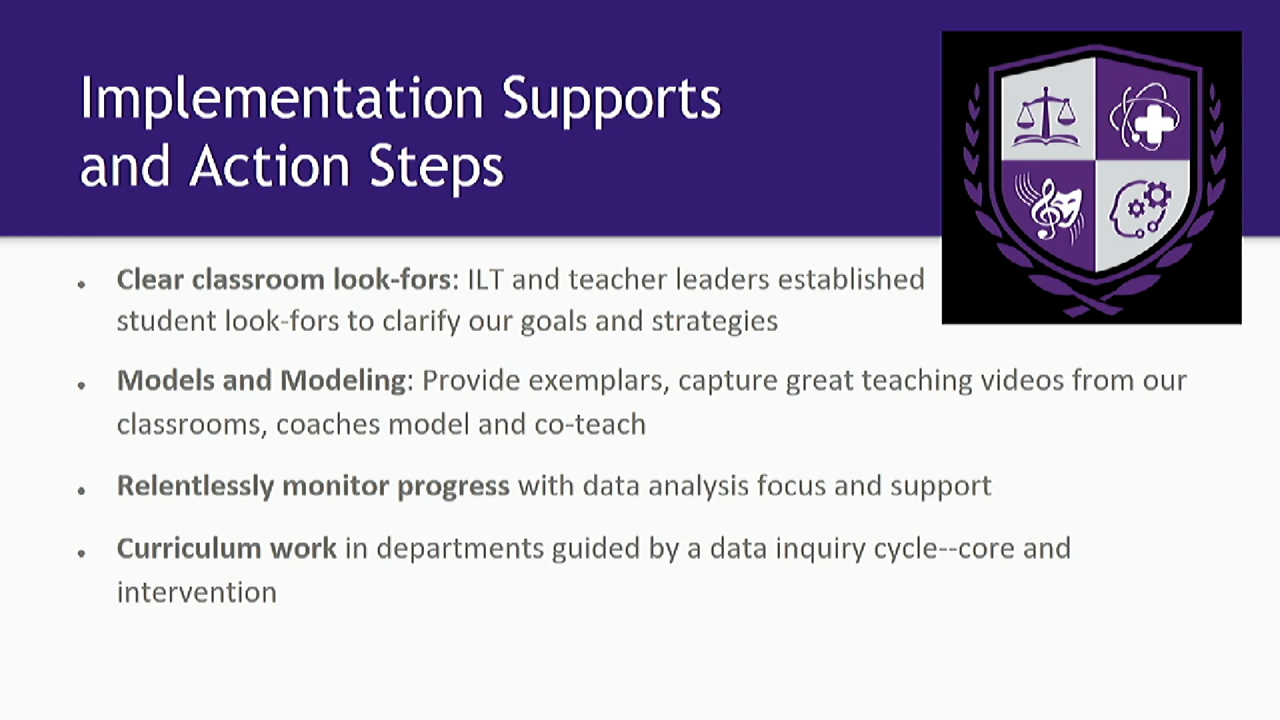 Implementation Supports
and Action Steps
• Clear classroom look-fors: ILT and teacher leaders established
student look-fors to clarify our goals and strategies
• Models and Modeling: Provide exemplars, capture great teaching videos from our
classrooms, coaches model and co-teach
• Relentlessly monitor progress with data analysis focus and support
• Curriculum work in departments guided by a data inquiry cycle--core and
intervention